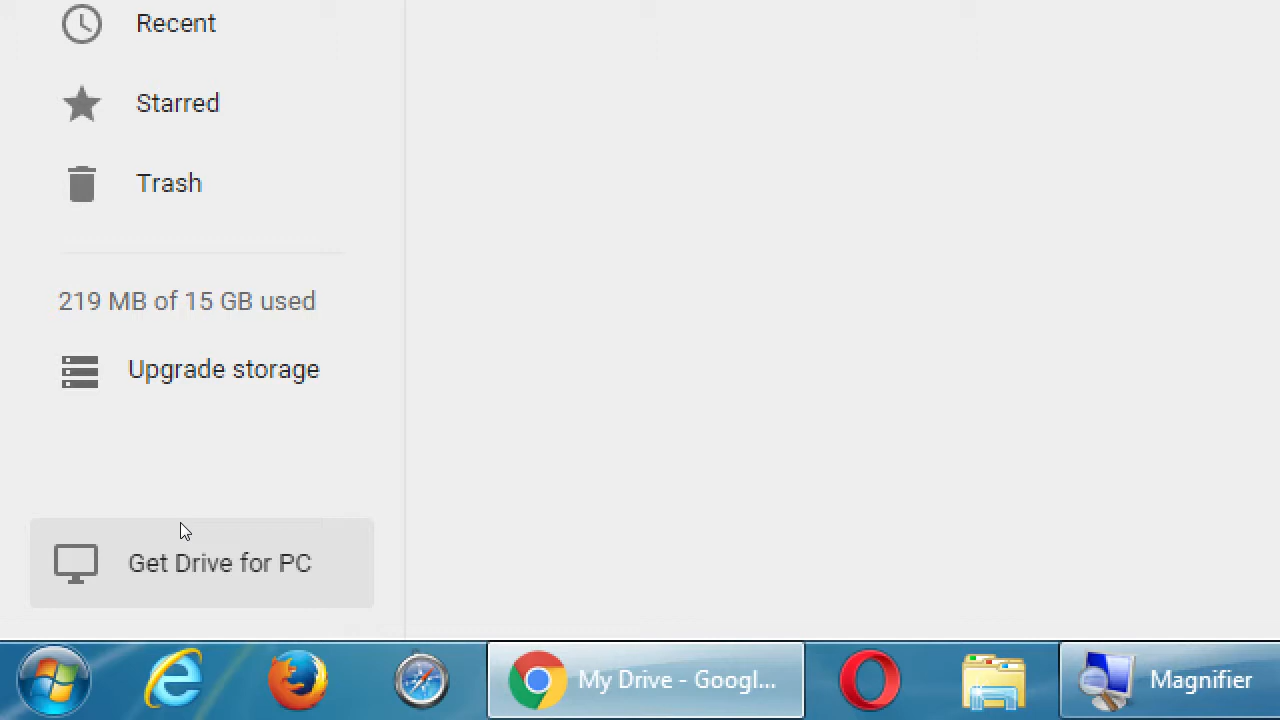 Recent
Starred
Trash
219 MB of 15 GB used
Upgrade storage
Get Drive for PC
My Drive - Googl...
Magnifier